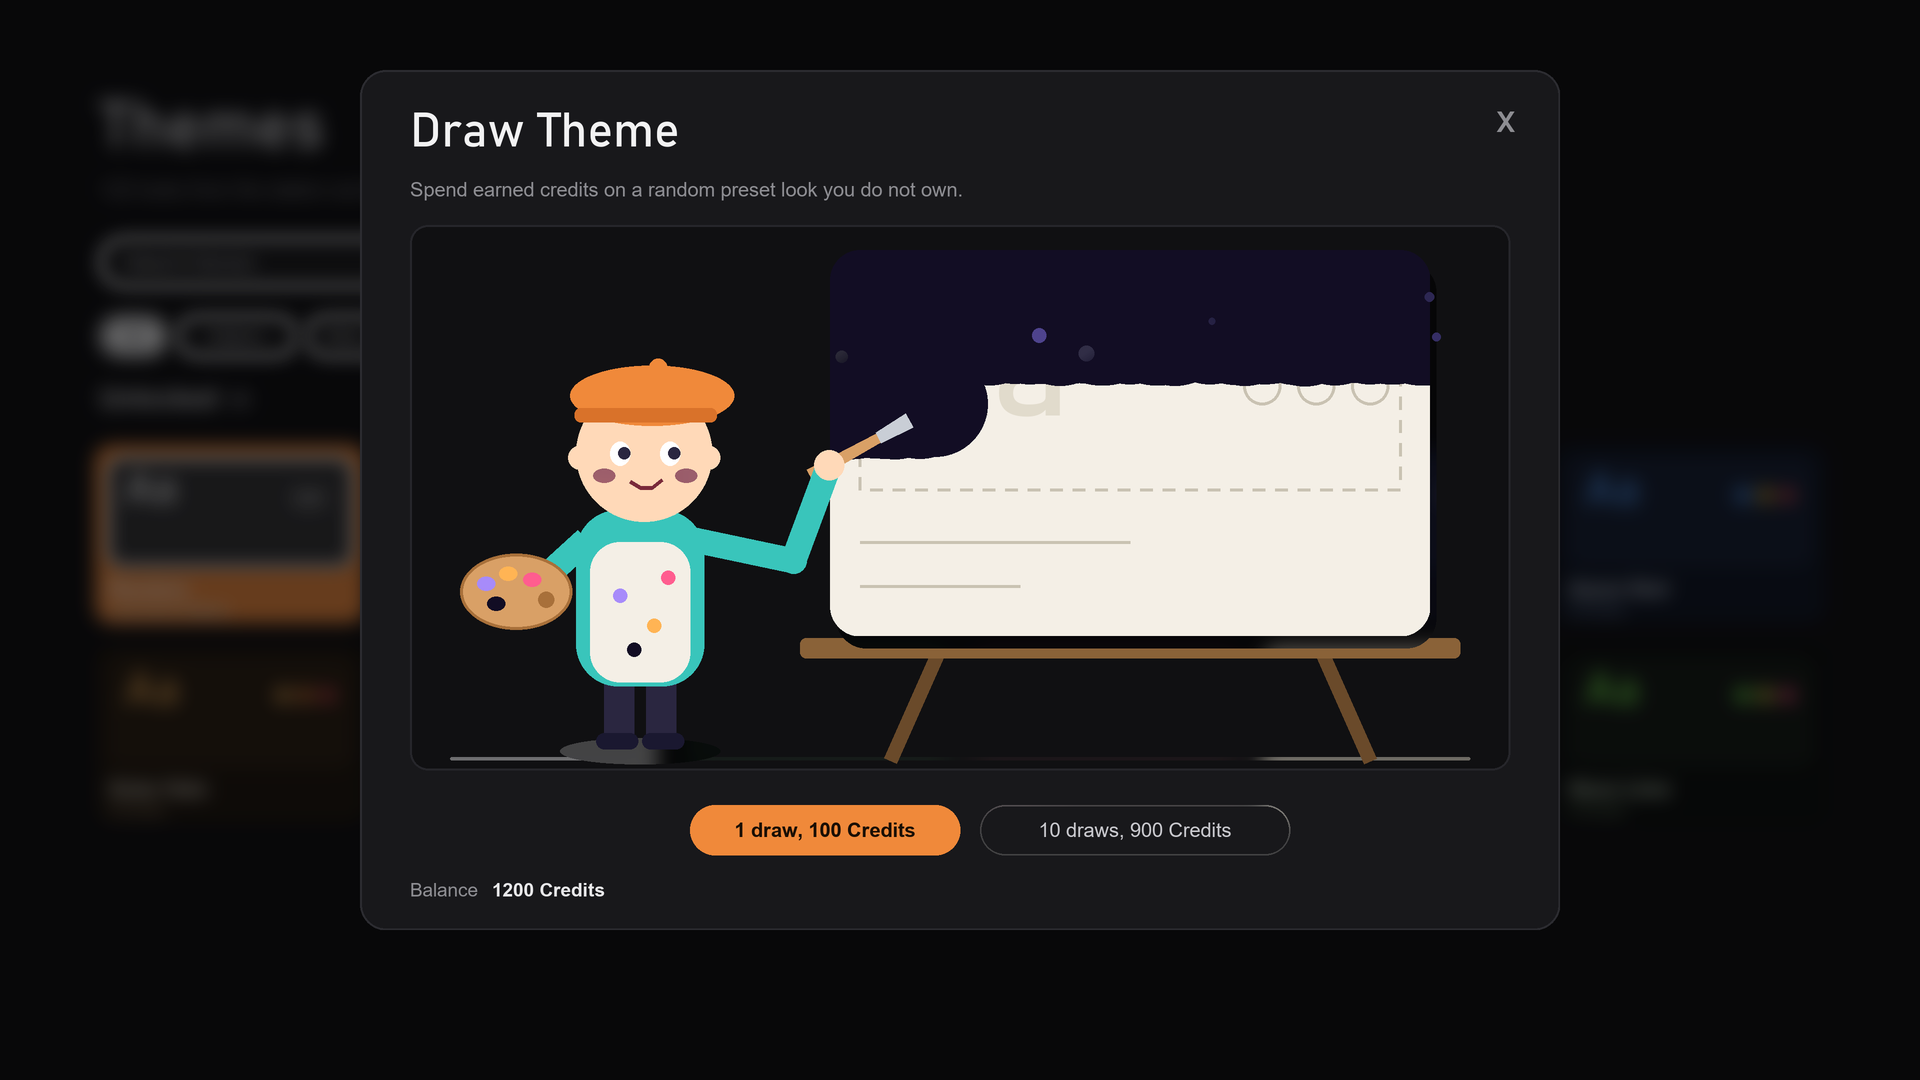 Themes
Draw Theme
X
Spend earned credits on a random preset look you do not own.
1 draw, 100 Credits
10 draws, 900 Credits
Balance 1200 Credits